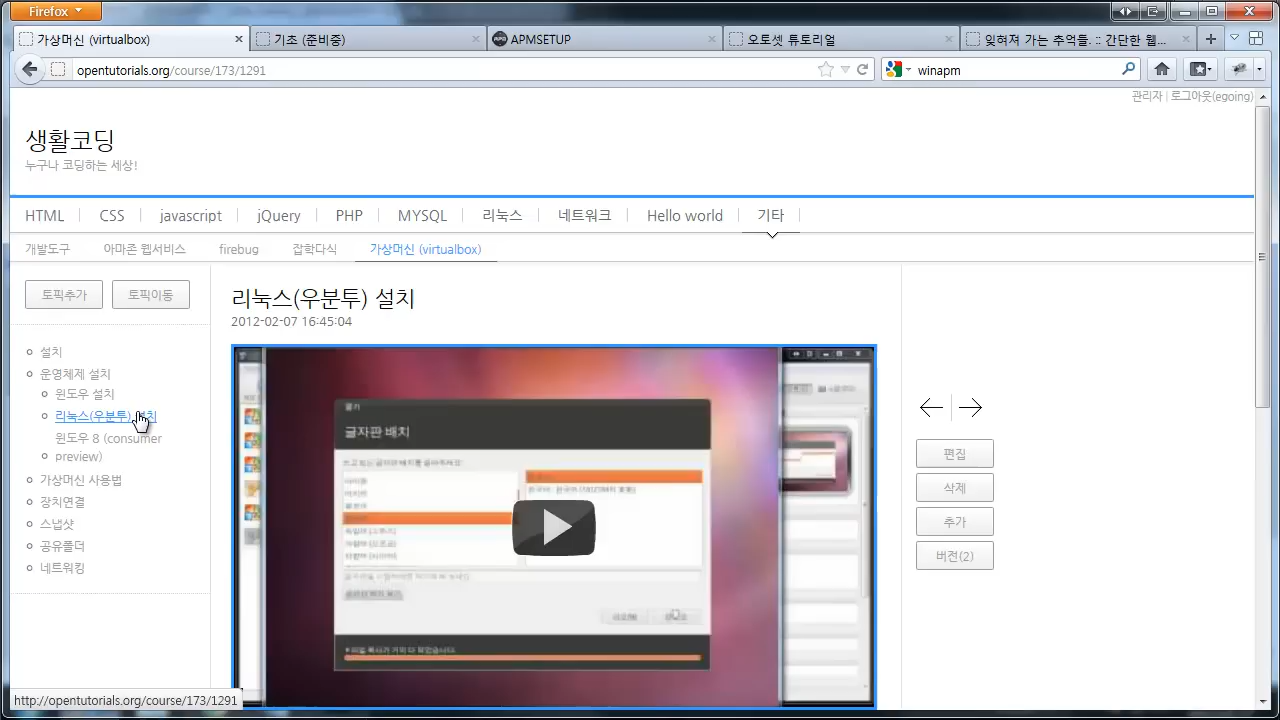 Firefox
가상머신 (virtualbox)
기초 (준비중)
APMSETUP
오토셋 튜토리얼
잊혀져 가는 추억들. :: 간단한 웹...
opentutorials.org/course/173/1291
winapm
관리자 | 로그아웃(egoing)
생활코딩
누구나 코딩하는 세상!
HTML
CSS
javascript
jQuery
PHP
MYSQL
리눅스
네트워크
Hello world
기타
개발도구
아마존 웹서비스
firebug
잡학다식
가상머신 (virtualbox)
토픽추가
토픽이동
설치
운영체제 설치
윈도우 설치
리눅스(우분투) 설치
윈도우 8 (consumer
preview)
가상머신 사용법
장치연결
스냅샷
공유폴더
네트워킹
리눅스(우분투) 설치
2012-02-07 16:45:04
글자판 배치
편집
삭제
추가
버전(2)
http://opentutorials.org/course/173/1291